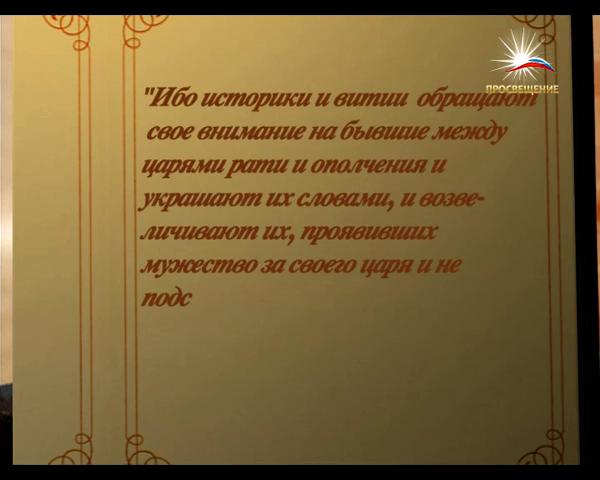 ПРОСВЕЩЕНИЕ
"Ибо историки и витии обращают
свое внимание на бывшие между
царями рати и ополчения и
украшают их словами, и возве-
личивают их, проявивших
мужество за своего царя и не
подс